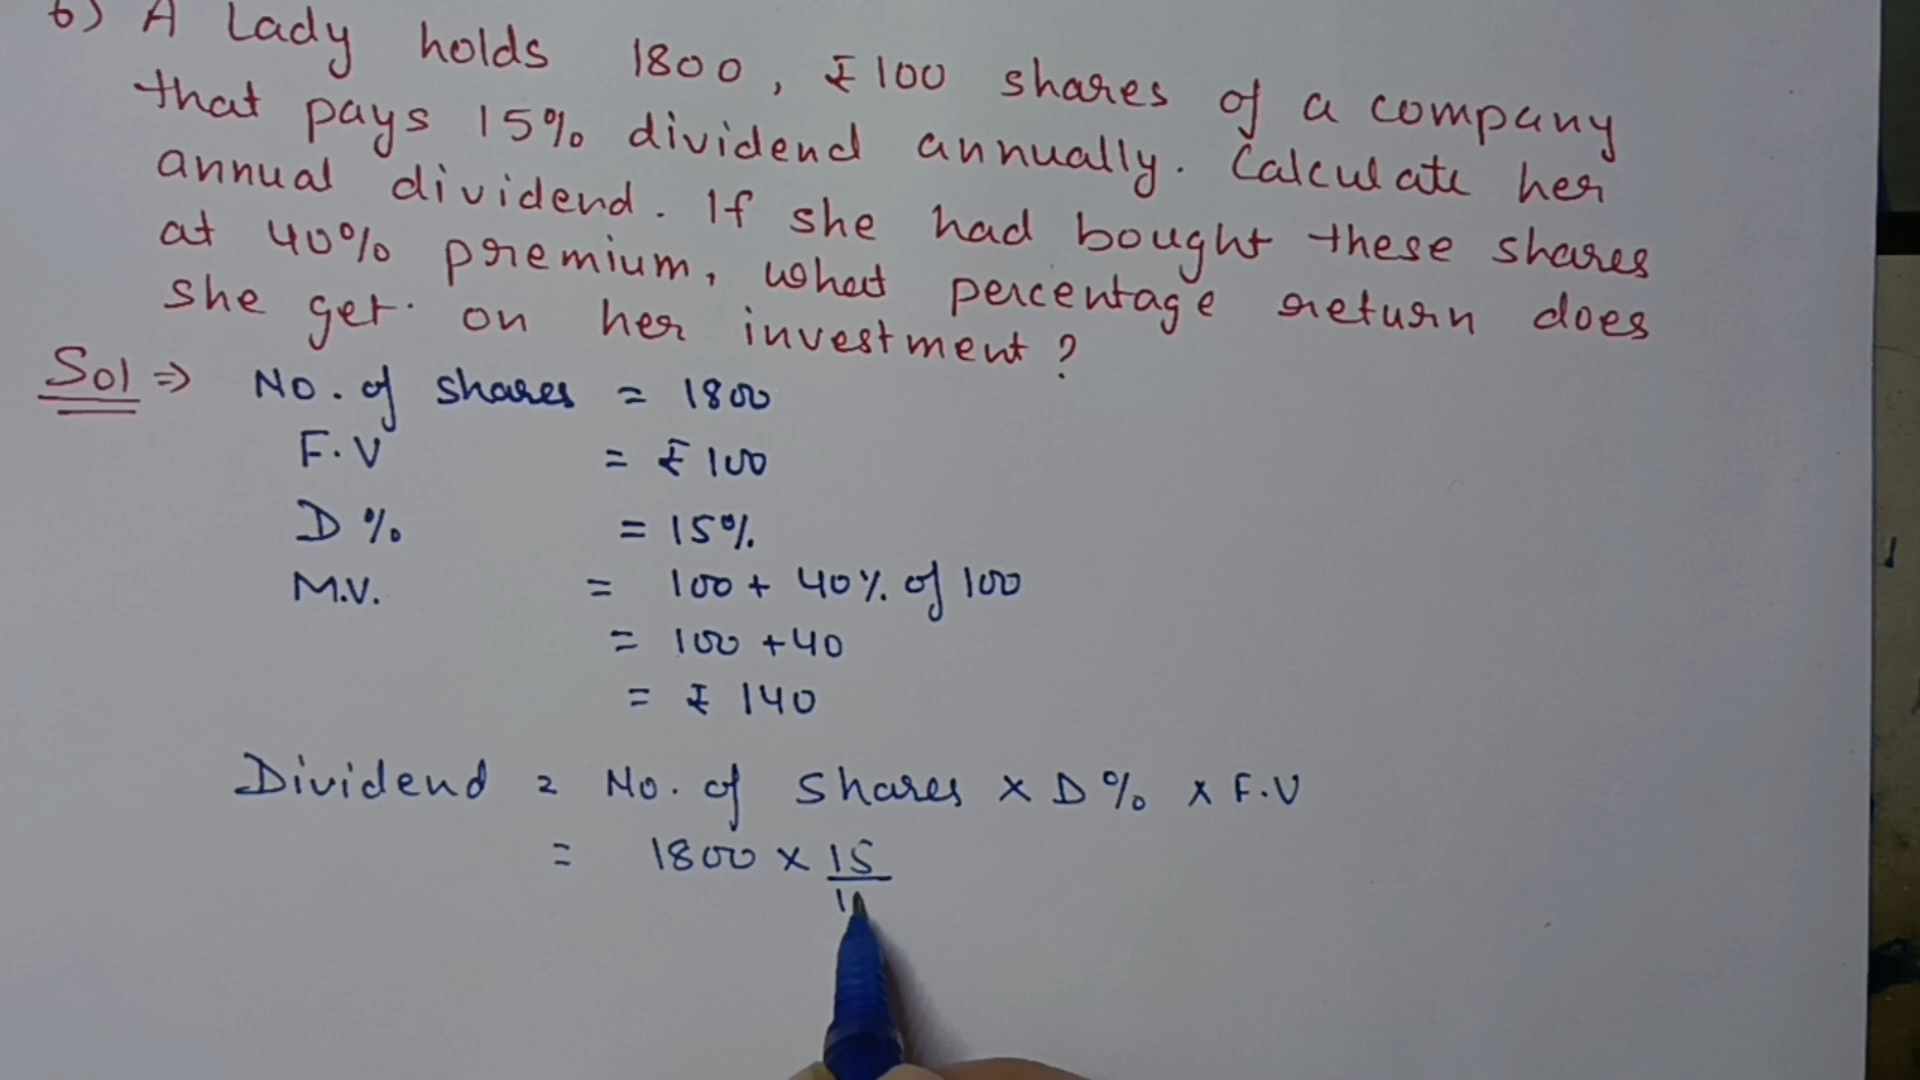 6) A Lady holds 1800, ₹100 shares of a company
that pays 15% dividend annually. Calculate her
annual dividend. If she had bought these shares
at 40% premium, what percentage return does
she get. on her investment?
Sol ⇒ No. of shares = 1800
F.V = ₹100
D% = 15%
M.V. = 100 + 40% of 100
= 100 + 40
= ₹ 140
Dividend = No. of shares × D% × F.V
= 1800 × 15/1